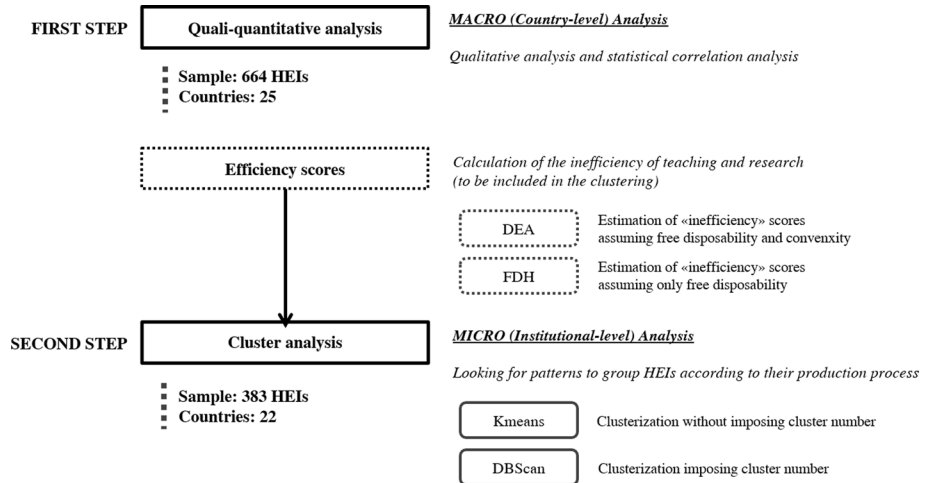 FIRST STEP
Quali-quantitative analysis
MACRO (Country-level) Analysis
Qualitative analysis and statistical correlation analysis
Sample: 664 HEIs
Countries: 25
Efficiency scores
Calculation of the inefficiency of teaching and research
(to be included in the clustering)
DEA
Estimation of «inefficiency» scores
assuming free disposability and convenxity
FDH
Estimation of «inefficiency» scores
assuming only free disposability
SECOND STEP
Cluster analysis
MICRO (Institutional-level) Analysis
Looking for patterns to group HEIs according to their production process
Sample: 383 HEIs
Countries: 22
Kmeans
Clusterization without imposing cluster number
DBScan
Clusterization imposing cluster number